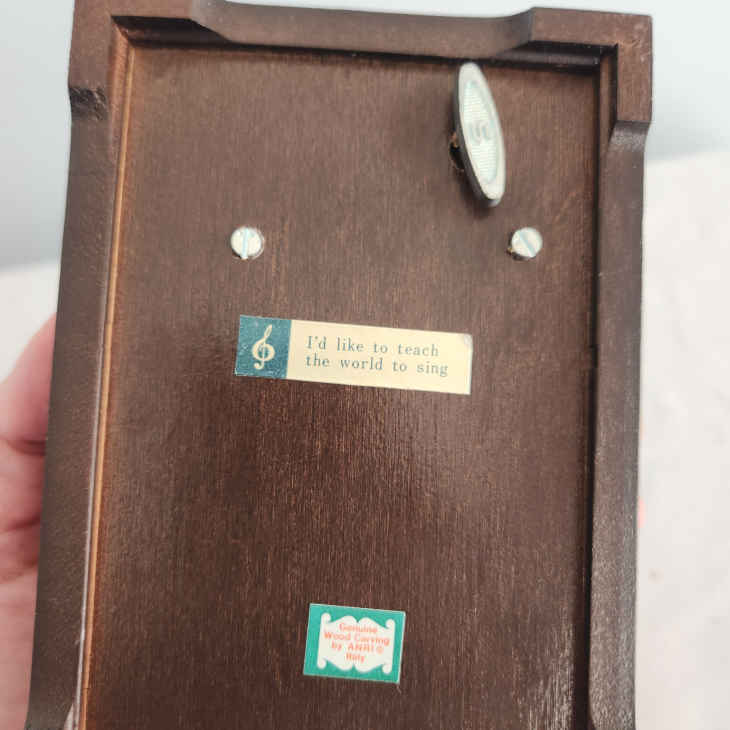 I'd like to teach
the world to sing
Genuine
Wood Carving
by ANRI ©
Italy